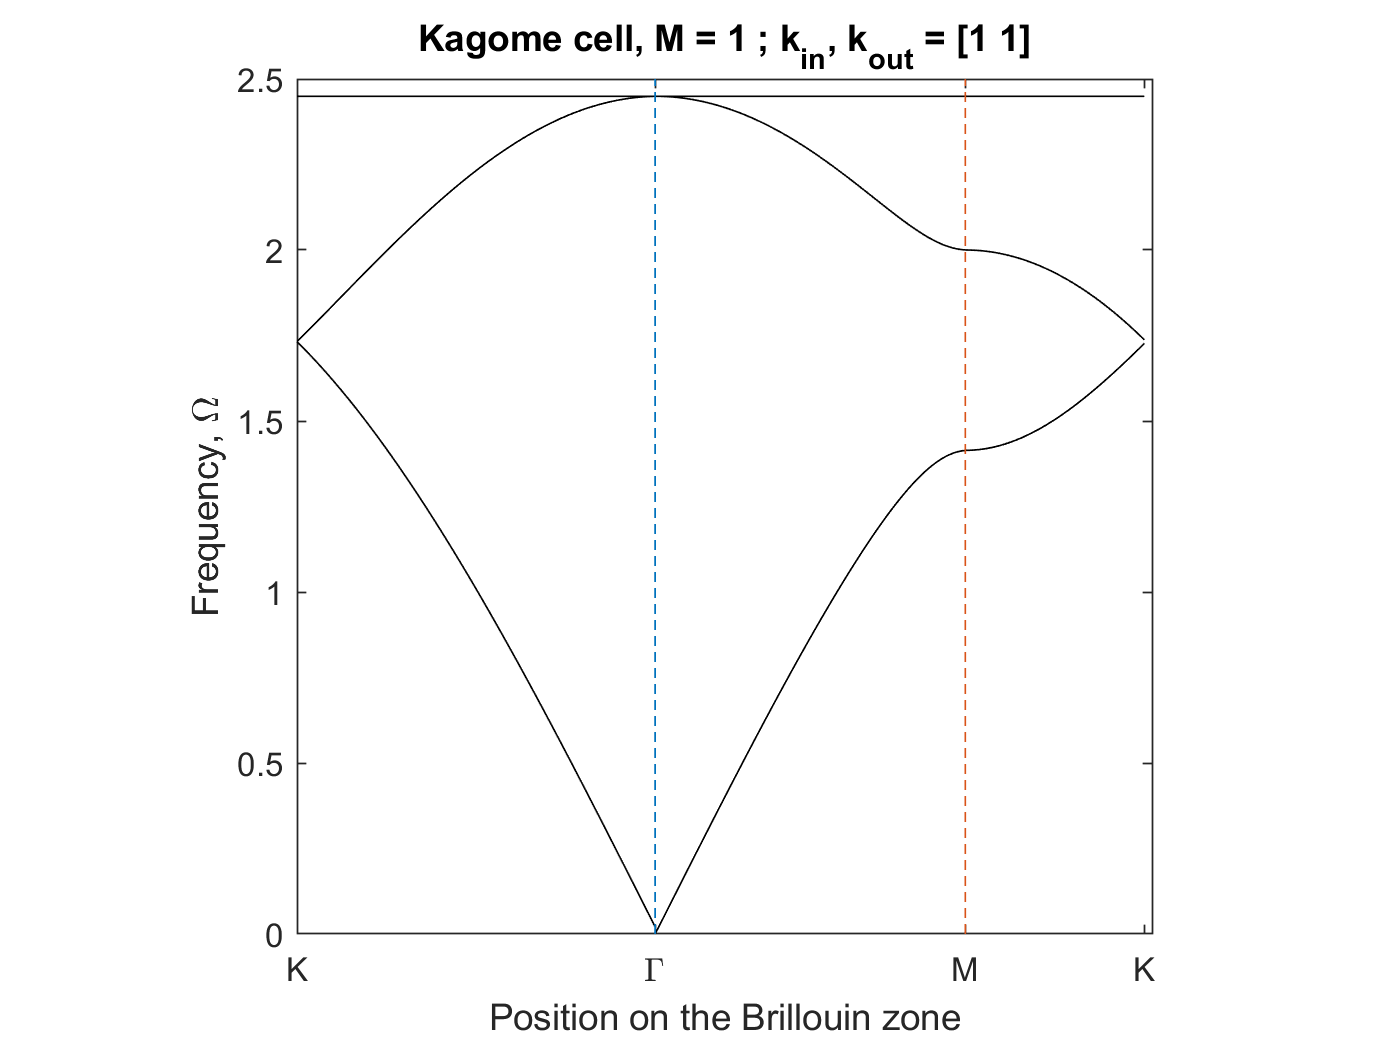 Kagome cell, M = 1 ; k_in, k_out = [1 1]
2.5
2
1.5
1
0.5
0
Frequency, Ω
K Γ M K
Position on the Brillouin zone